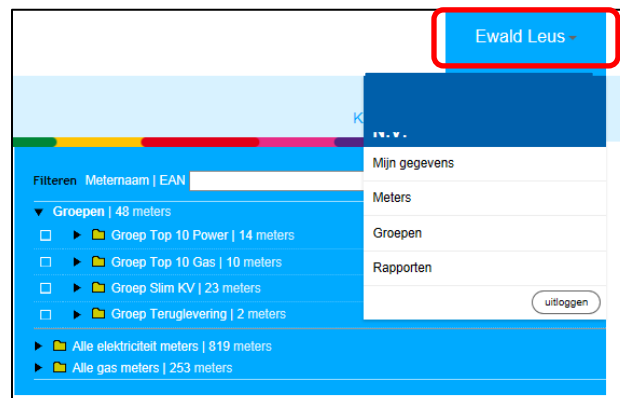 Ewald Leus
K
N.V.
Mijn gegevens
Meters
Groepen
Rapporten
uitloggen
Filteren Meternaam | EAN
Groepen | 48 meters
Groep Top 10 Power | 14 meters
Groep Top 10 Gas | 10 meters
Groep Slim KV | 23 meters
Groep Teruglevering | 2 meters
Alle elektriciteit meters | 819 meters
Alle gas meters | 253 meters